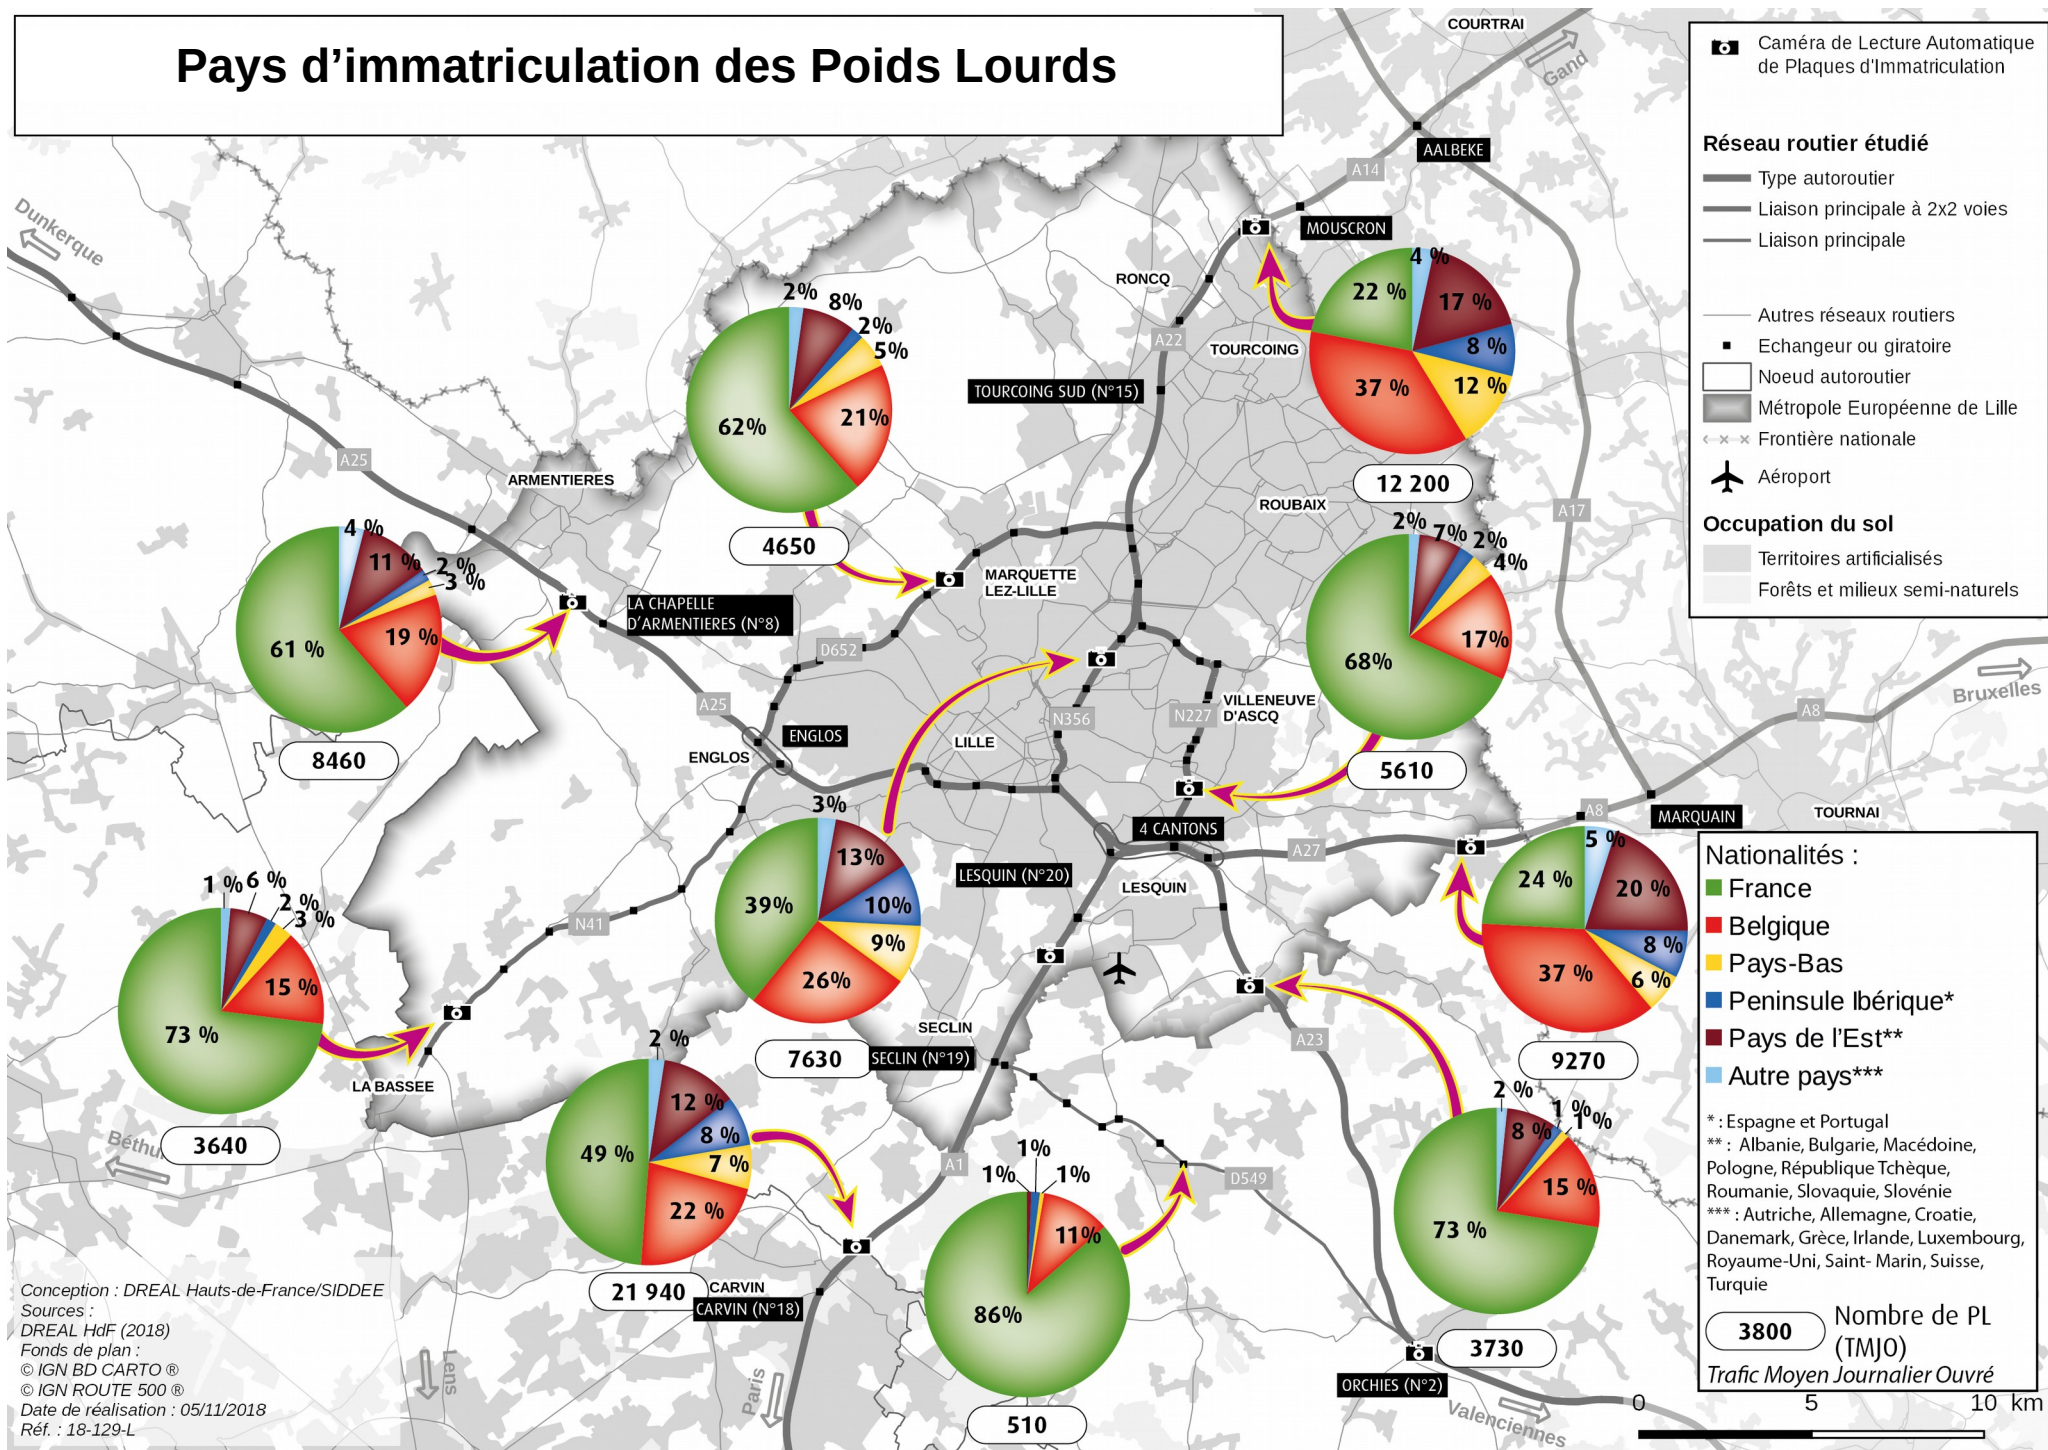 Pays d’immatriculation des Poids Lourds
COURTRAI
Gand
AALBEKE
A14
MOUSCRON
Dunkerque
RONCQ
A22
TOURCOING
TOURCOING SUD (N°15)
4 %
17 %
8 %
12 %
37 %
22 %
12 200
2%
8%
2%
5%
21%
62%
4650
A25
ARMENTIERES
ROUBAIX
A17
4 %
11 %
2 %
3 %
19 %
61 %
8460
MARQUETTE
LEZ-LILLE
LA CHAPELLE
D’ARMENTIERES (N°8)
D652
2%
7%
2%
4%
17%
68%
5610
A25
N356
N227
VILLENEUVE
D'ASCQ
LILLE
ENGLOS
ENGLOS
A8
Bruxelles
A8
MARQUAIN
TOURNAI
4 CANTONS
A27
LESQUIN (N°20)
LESQUIN
3%
13%
10%
9%
26%
39%
7630
5 %
20 %
8 %
6 %
37 %
24 %
9270
N41
1 %
6 %
2 %
3 %
15 %
73 %
3640
LA BASSEE
SECLIN
SECLIN (N°19)
A23
2 %
12 %
8 %
7 %
22 %
49 %
21 940
A1
D549
CARVIN
CARVIN (N°18)
1%
1%
1%
11%
86%
510
2 %
8 %
1 %
1 %
15 %
73 %
3730
ORCHIES (N°2)
Lens
Paris
Valenciennes
Caméra de Lecture Automatique
de Plaques d'Immatriculation
Réseau routier étudié
Type autoroutier
Liaison principale à 2x2 voies
Liaison principale
Autres réseaux routiers
Echangeur ou giratoire
Noeud autoroutier
Métropole Européenne de Lille
Frontière nationale
Aéroport
Occupation du sol
Territoires artificialisés
Forêts et milieux semi-naturels
Nationalités :
France
Belgique
Pays-Bas
Peninsule Ibérique*
Pays de l’Est**
Autre pays***
* : Espagne et Portugal
** : Albanie, Bulgarie, Macédoine,
Pologne, République Tchèque,
Roumanie, Slovaquie, Slovénie
*** : Autriche, Allemagne, Croatie,
Danemark, Grèce, Irlande, Luxembourg,
Royaume-Uni, Saint- Marin, Suisse,
Turquie
3800
Nombre de PL
(TMJO)
Trafic Moyen Journalier Ouvré
0 5 10 km
Conception : DREAL Hauts-de-France/SIDDEE
Sources :
DREAL HdF (2018)
Fonds de plan :
© IGN BD CARTO ®
© IGN ROUTE 500 ®
Date de réalisation : 05/11/2018
Réf. : 18-129-L